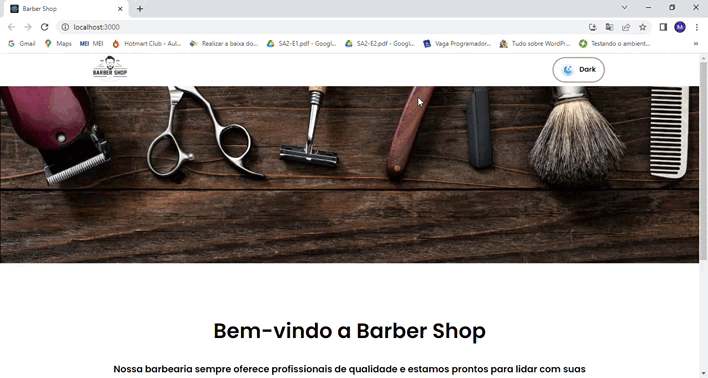 Barber Shop
localhost:3000
M
Gmail
Maps
MEI MEI
Hotmart Club - Aul...
Realizar a baixa do...
SA2-E1.pdf - Googl...
SA2-E2.pdf - Googl...
Vaga Programador...
Tudo sobre WordPr...
Testando o ambient...
BARBER SHOP
Dark
Bem-vindo a Barber Shop
Nossa barbearia sempre oferece profissionais de qualidade e estamos prontos para lidar com suas